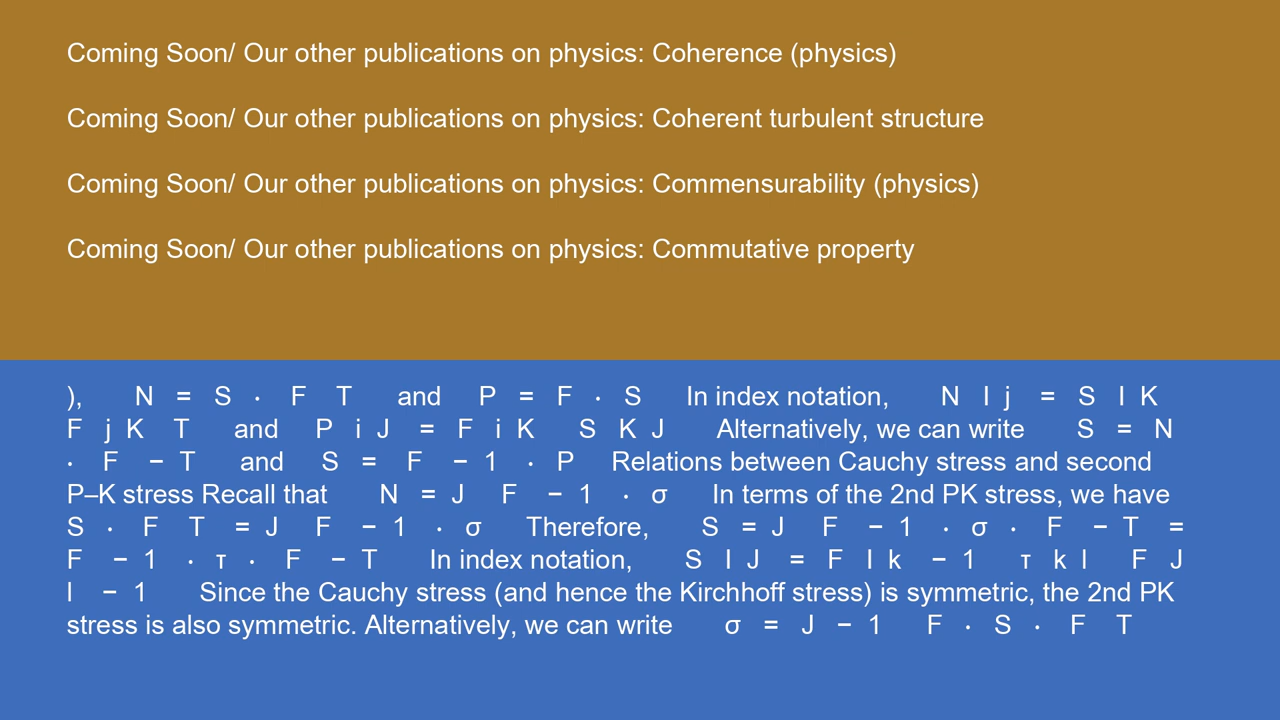 Coming Soon/ Our other publications on physics: Coherence (physics)
Coming Soon/ Our other publications on physics: Coherent turbulent structure
Coming Soon/ Our other publications on physics: Commensurability (physics)
Coming Soon/ Our other publications on physics: Commutative property
), N = S ⋅ F T and P = F ⋅ S In index notation, N I j = S I K
F j K T and P i J = F i K S K J Alternatively, we can write S = N
⋅ F − T and S = F − 1 ⋅ P Relations between Cauchy stress and second
P–K stress Recall that N = J F − 1 ⋅ σ In terms of the 2nd PK stress, we have
S ⋅ F T = J F − 1 ⋅ σ Therefore, S = J F − 1 ⋅ σ ⋅ F − T =
F − 1 ⋅ τ ⋅ F − T In index notation, S I J = F I k − 1 τ k l F J
l − 1 Since the Cauchy stress (and hence the Kirchhoff stress) is symmetric, the 2nd PK
stress is also symmetric. Alternatively, we can write σ = J − 1 F ⋅ S ⋅ F T